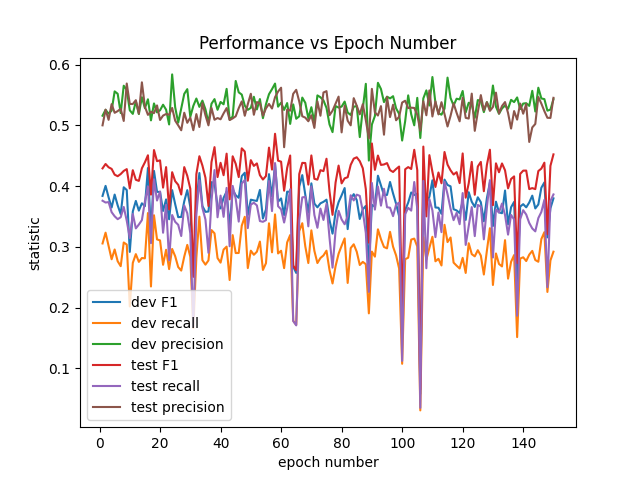 Performance vs Epoch Number
0.6
0.5
0.4
0.3
0.2
0.1
statistic
dev F1
dev recall
dev precision
test F1
test recall
test precision
0 20 40 60 80 100 120 140
epoch number